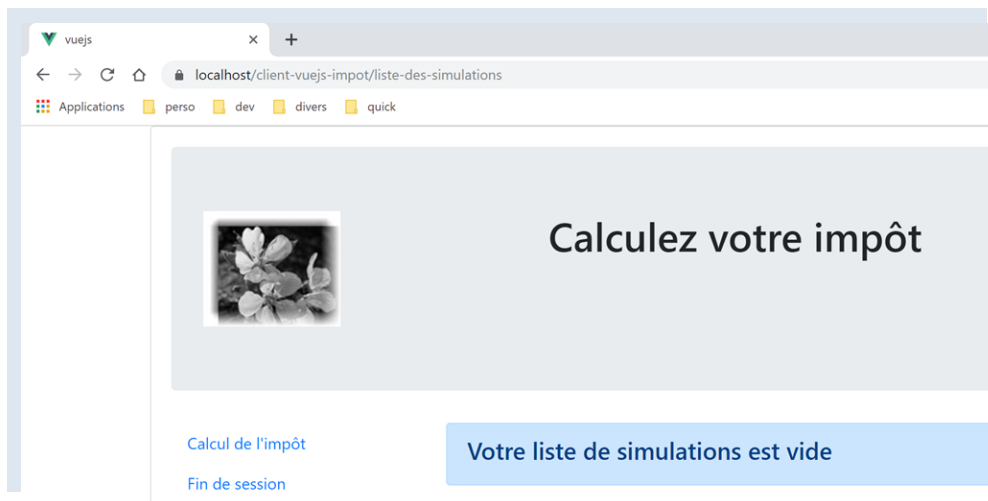 vuejs
localhost/client-vuejs-impot/liste-des-simulations
Applications perso dev divers quick
Calculez votre impôt
Calcul de l'impôt
Votre liste de simulations est vide
Fin de session